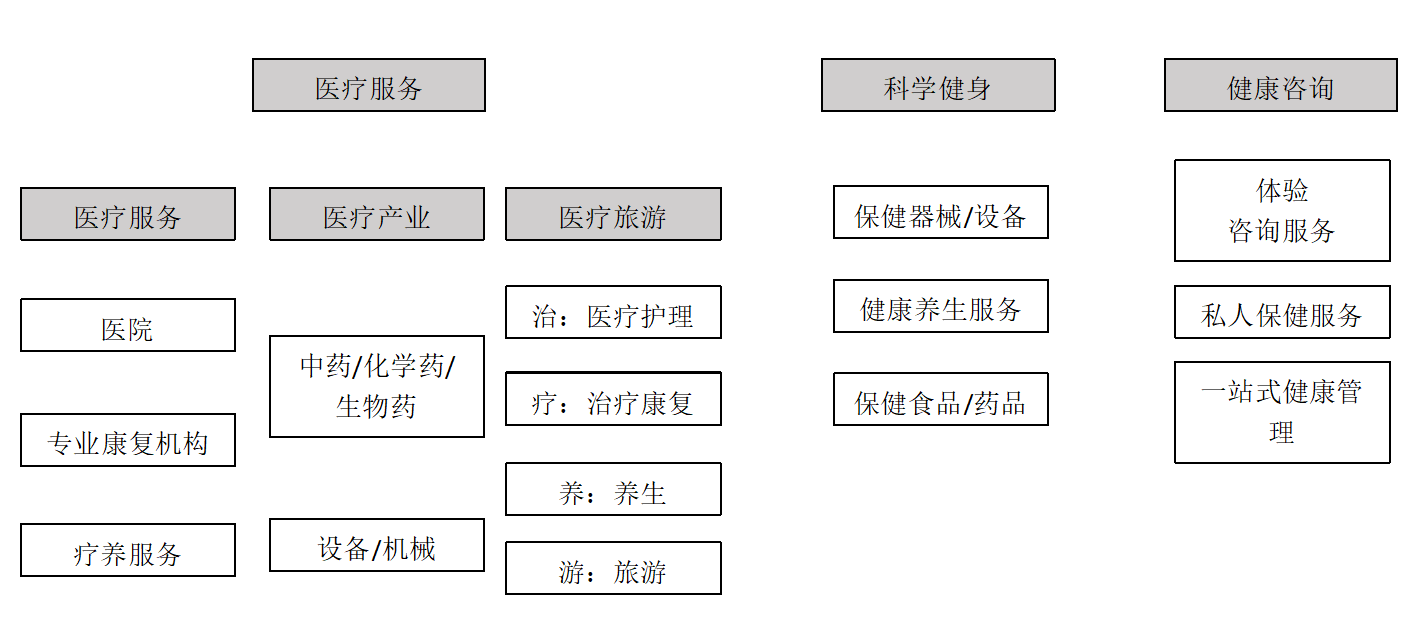 医疗服务
科学健身
健康咨询
医疗服务
医疗产业
医疗旅游
医院
专业康复机构
疗养服务
中药/化学药/
生物药
设备/机械
治：医疗护理
疗：治疗康复
养：养生
游：旅游
保健器械/设备
健康养生服务
保健食品/药品
体验
咨询服务
私人保健服务
一站式健康管
理